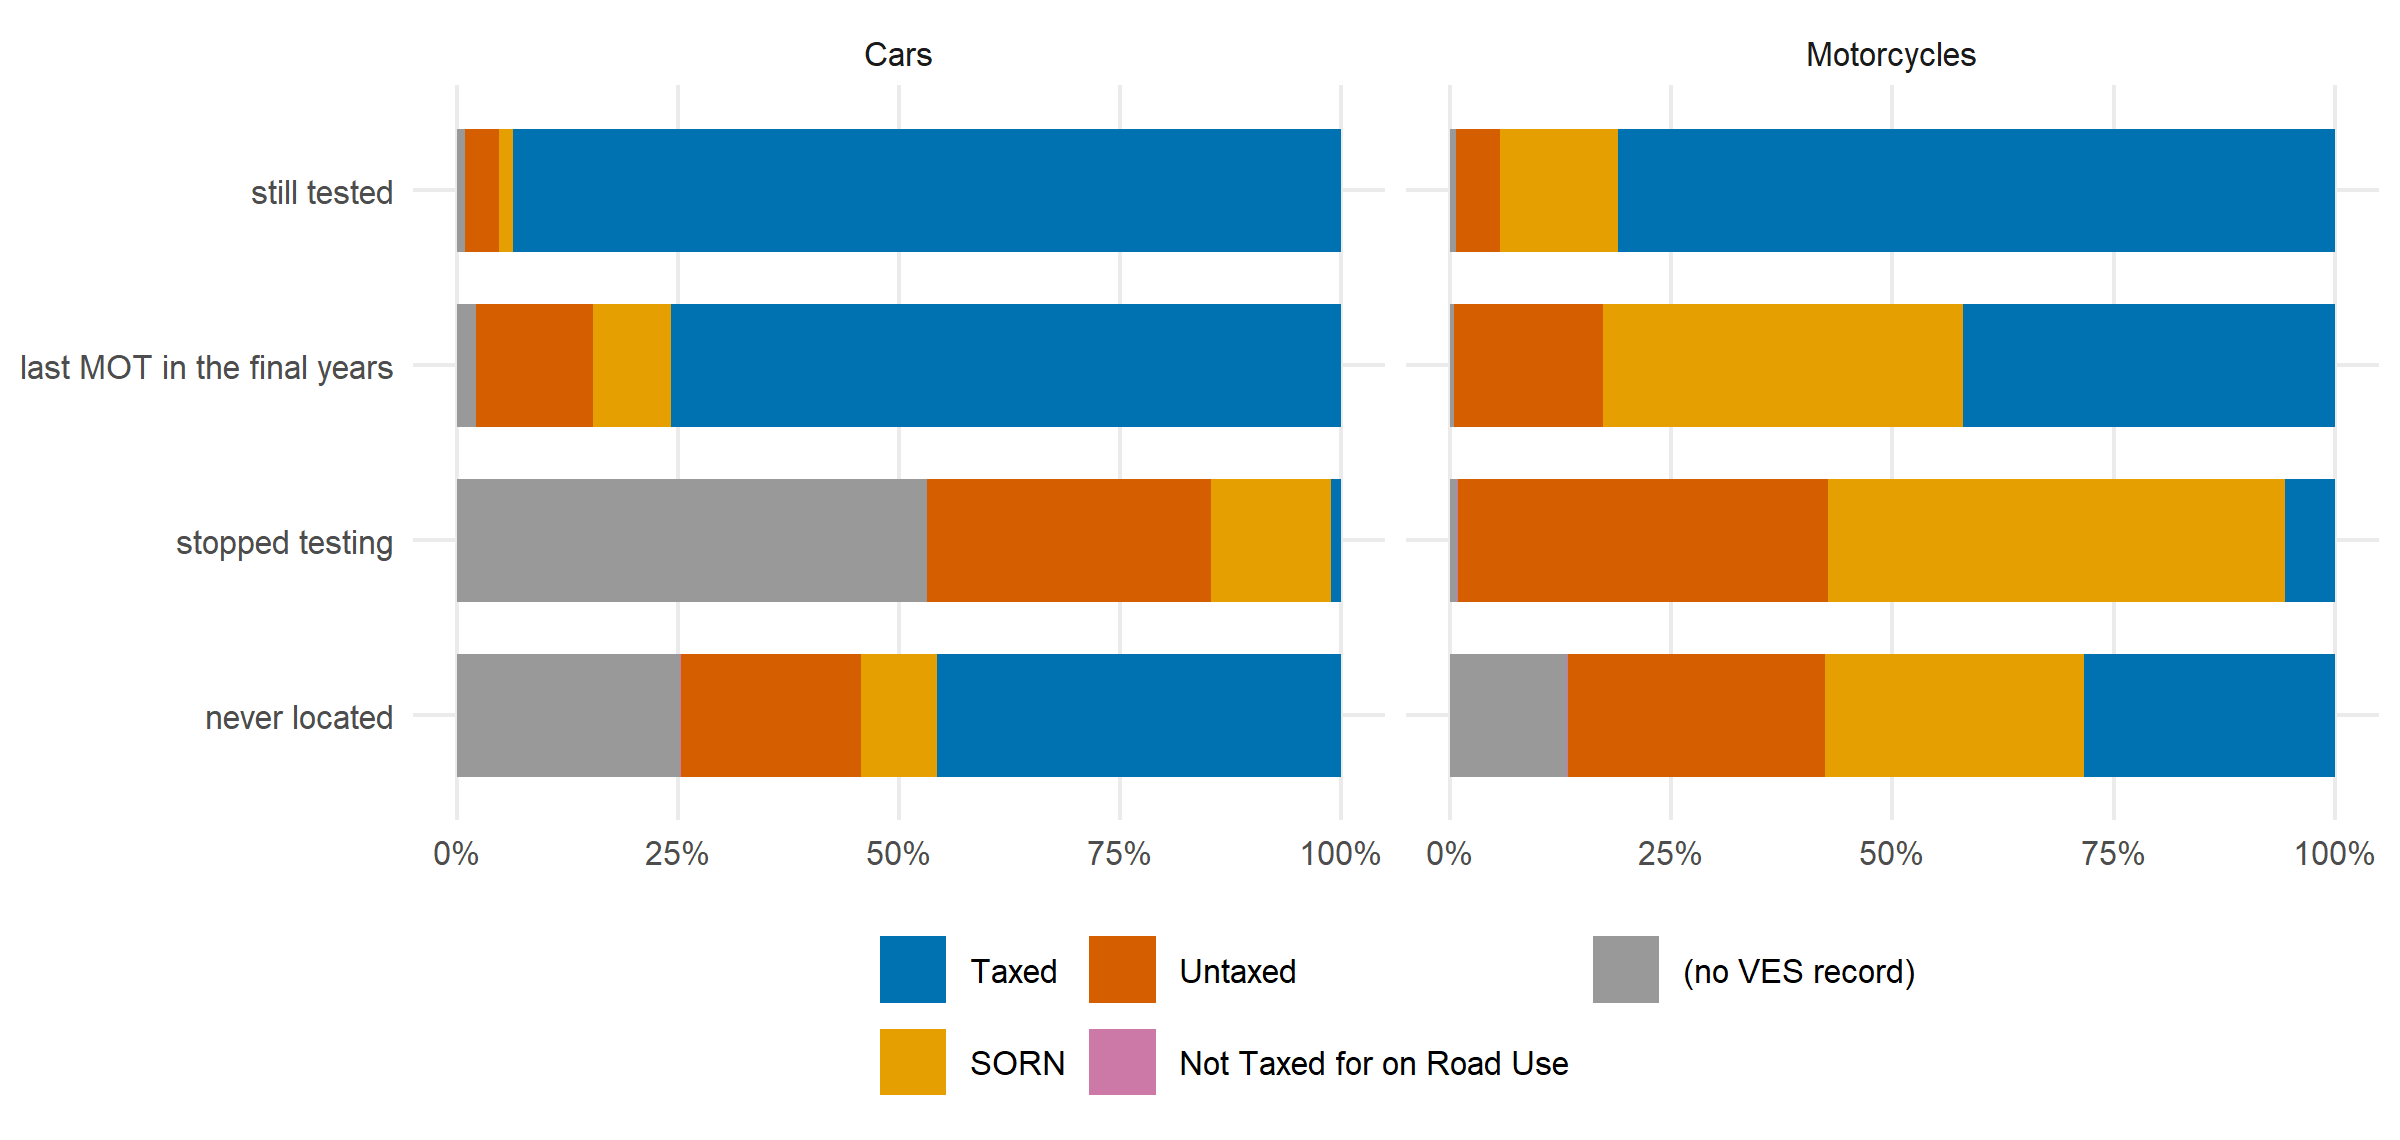 Cars
Motorcycles
still tested
last MOT in the final years
stopped testing
never located
0% 25% 50% 75% 100%
0% 25% 50% 75% 100%
Taxed
Untaxed
(no VES record)
SORN
Not Taxed for on Road Use